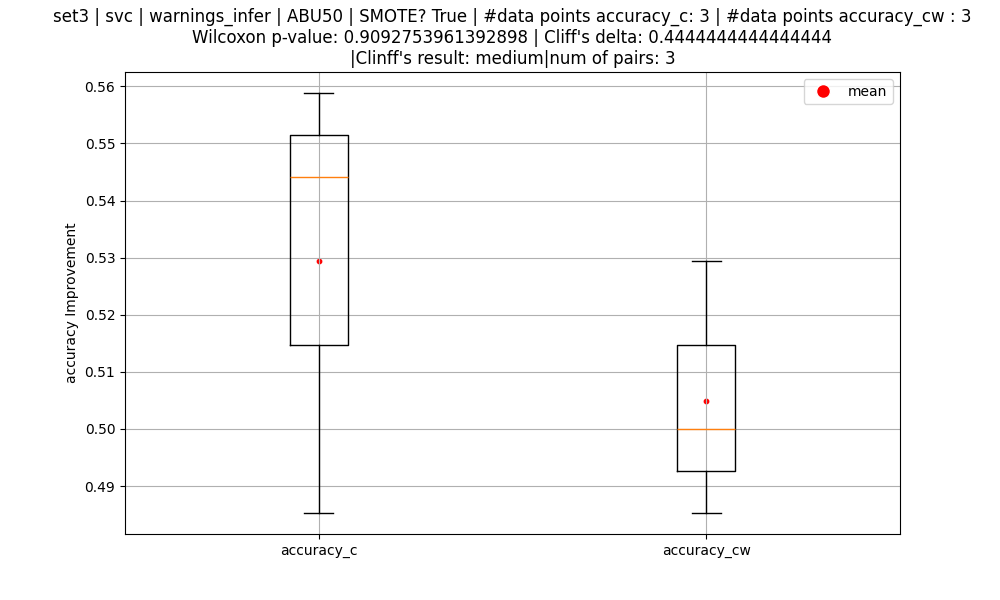 set3 | svc | warnings_infer | ABU50 | SMOTE? True | #data points accuracy_c: 3 | #data points accuracy_cw : 3
Wilcoxon p-value: 0.9092753961392898 | Cliff's delta: 0.4444444444444444
|Clinff's result: medium|num of pairs: 3
mean
0.56
0.55
0.54
0.53
0.52
0.51
0.50
0.49
accuracy Improvement
accuracy_c
accuracy_cw